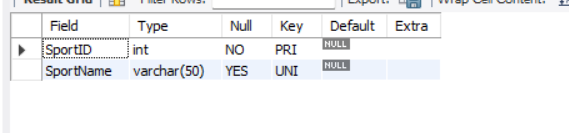 Result Grid Filter Rows: Export: Wrap Cell Content:
Field Type Null Key Default Extra
SportID int NO PRI NULL
SportName varchar(50) YES UNI NULL